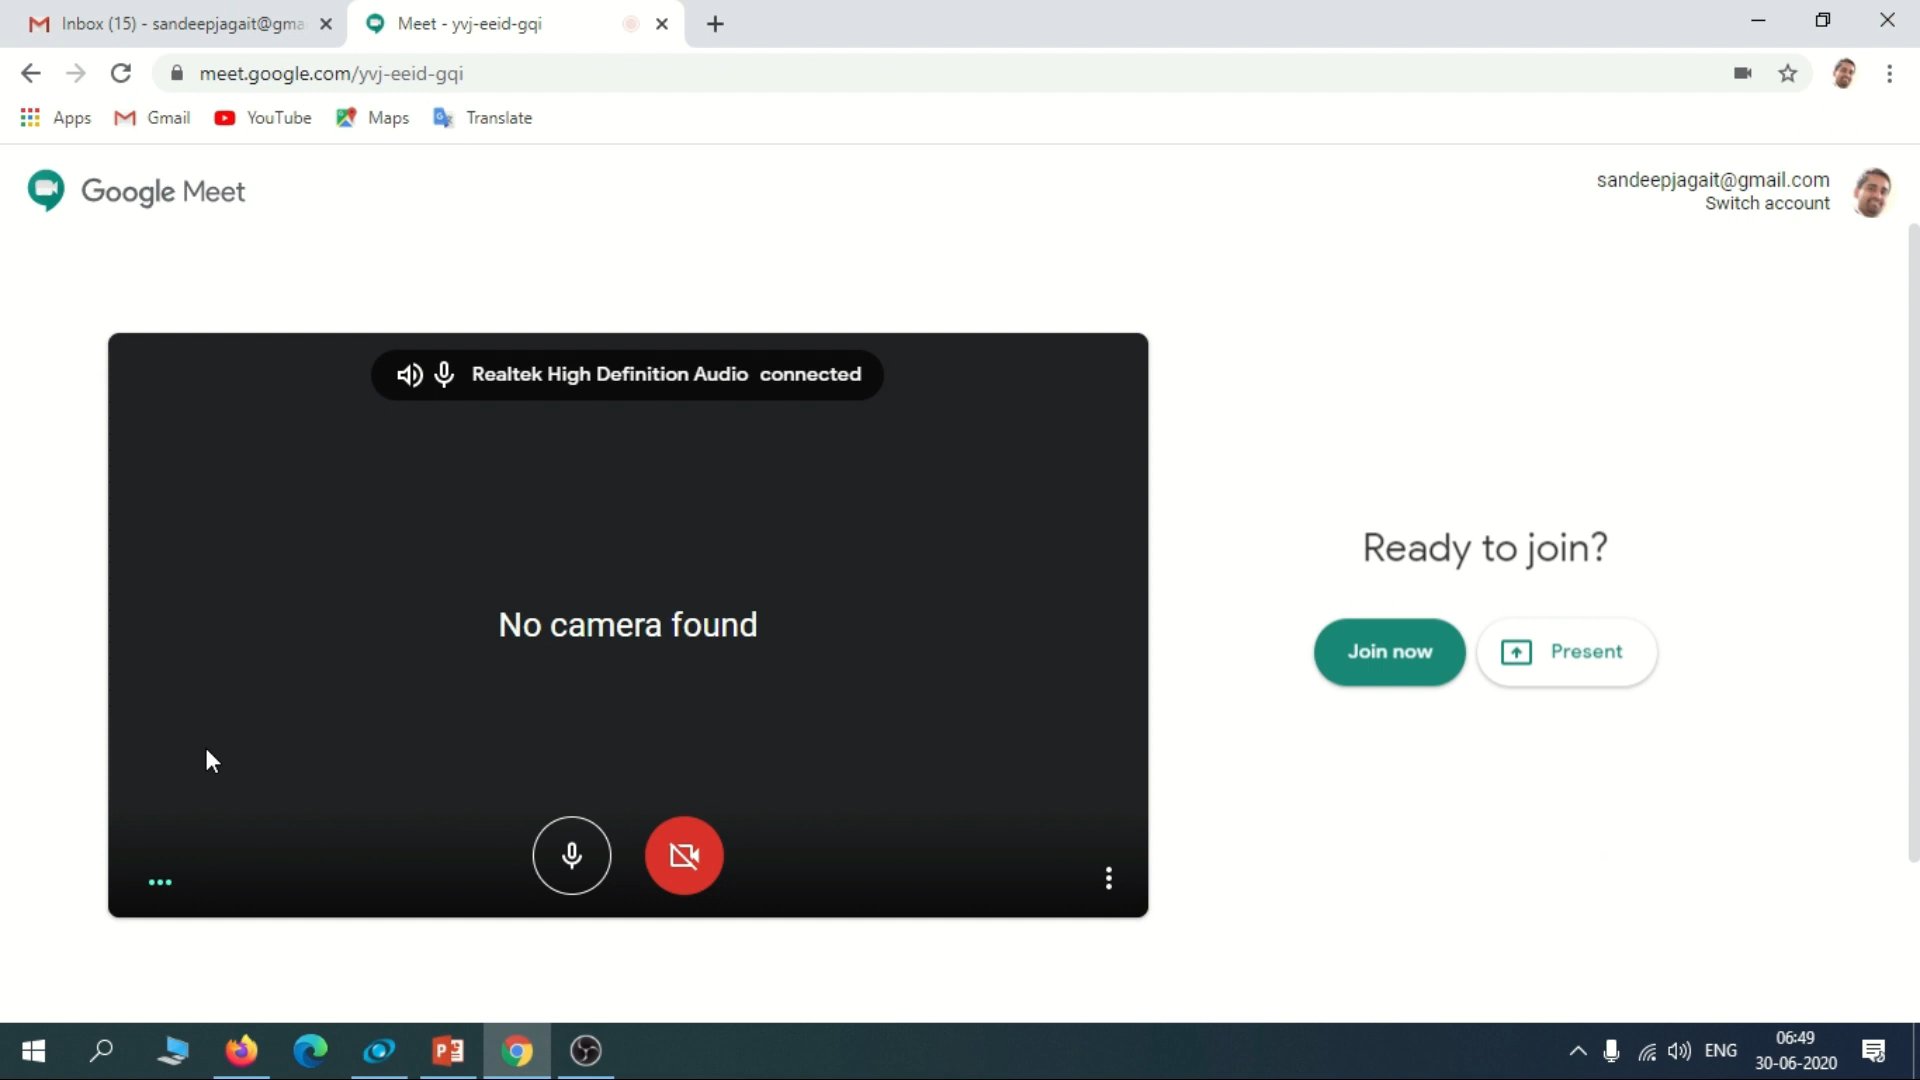 Inbox (15) - sandeepjagait@gma
Meet - yvj-eeid-gqi
meet.google.com/yvj-eeid-gqi
Apps
Gmail
YouTube
Maps
Translate
Google Meet
sandeepjagait@gmail.com
Switch account
Realtek High Definition Audio connected
No camera found
Ready to join?
Join now
Present
ENG
06:49
30-06-2020